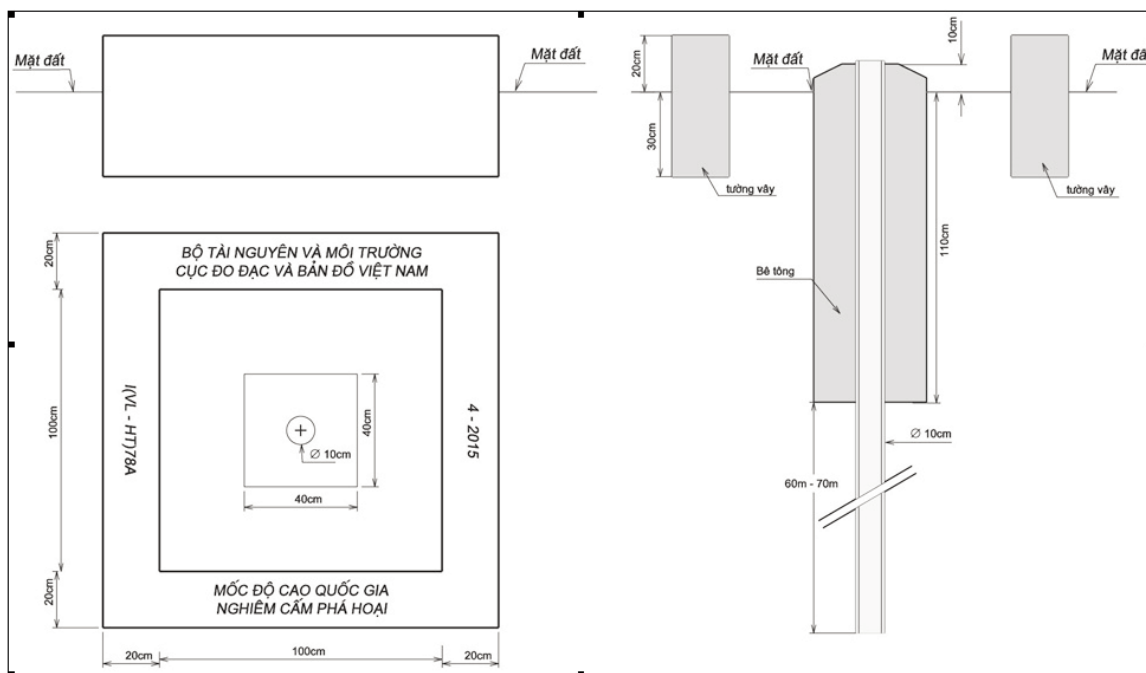 Mặt đất
Mặt đất
BỘ TÀI NGUYÊN VÀ MÔI TRƯỜNG
CỤC ĐO ĐẠC VÀ BẢN ĐỒ VIỆT NAM
20cm
100cm
20cm
I(VL - HT)78A
4 - 2015
40cm
Ø 10cm
40cm
MỐC ĐỘ CAO QUỐC GIA
NGHIÊM CẤM PHÁ HOẠI
20cm
100cm
20cm
20cm
30cm
tường vây
Mặt đất
10cm
Mặt đấ
tường vây
110cm
Bê tông
Ø 10cm
60m - 70m